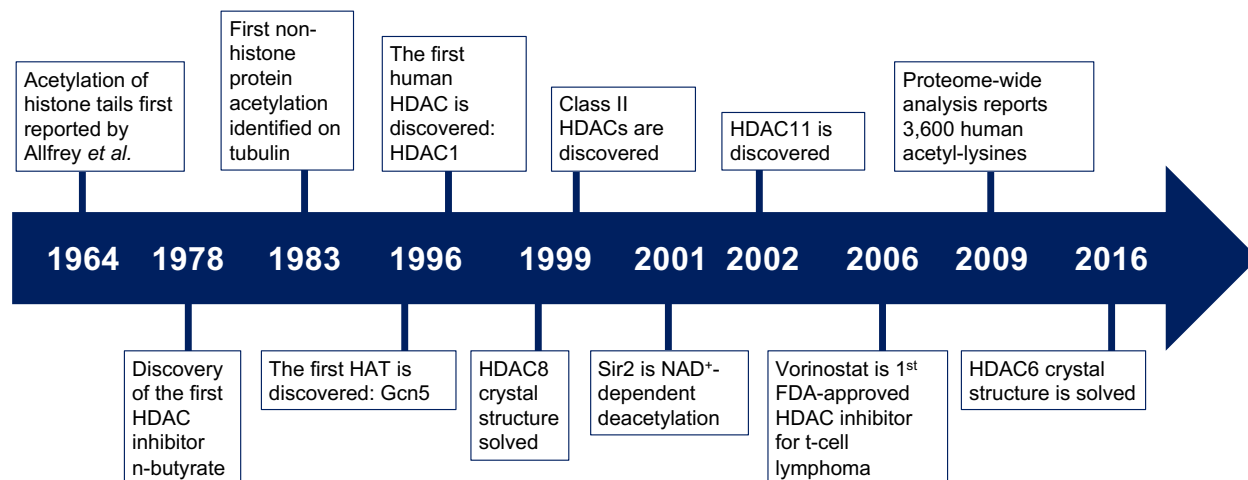 Acetylation of
histone tails first
reported by
Allfrey et al.
First non-
histone
protein
acetylation
identified on
tubulin
The first
human
HDAC is
discovered:
HDAC1
Class II
HDACs are
discovered
HDAC11 is
discovered
Proteome-wide
analysis reports
3,600 human
acetyl-lysines
1964 1978 1983 1996 1999 2001 2002 2006 2009 2016
Discovery
of the first
HDAC
inhibitor
n-butyrate
The first HAT is
discovered: Gcn5
HDAC8
crystal
structure
solved
Sir2 is NAD⁺-
dependent
deacetylation
Vorinostat is 1st
FDA-approved
HDAC inhibitor
for t-cell
lymphoma
HDAC6 crystal
structure is solved